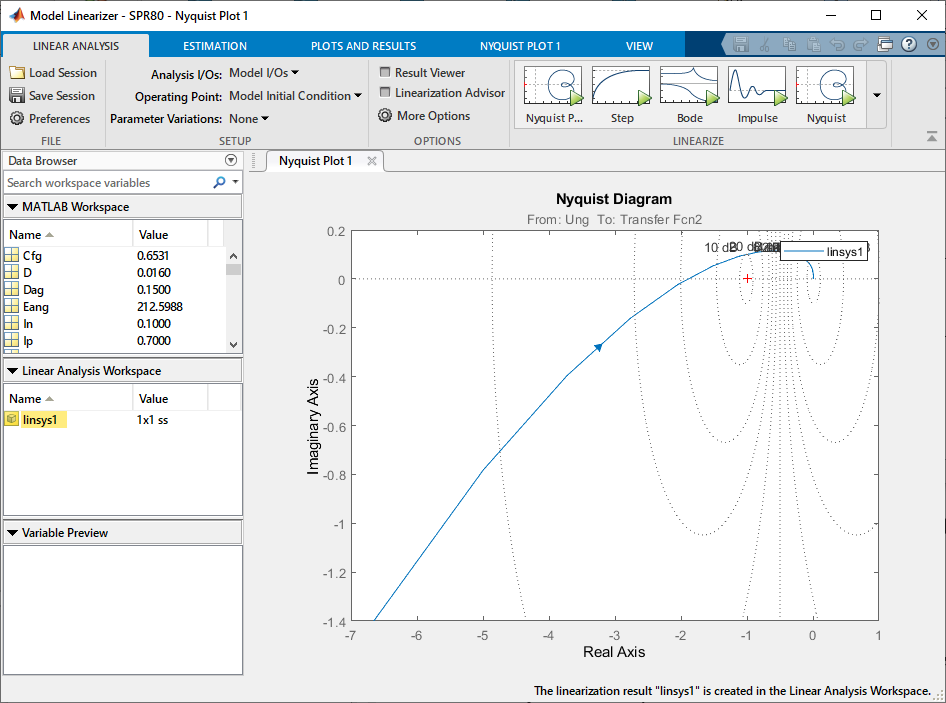 Model Linearizer - SPR80 - Nyquist Plot 1
LINEAR ANALYSIS ESTIMATION PLOTS AND RESULTS NYQUIST PLOT 1 VIEW
Load Session
Save Session
Preferences
FILE
Analysis I/Os: Model I/Os
Operating Point: Model Initial Condition
Parameter Variations: None
SETUP
Result Viewer
Linearization Advisor
More Options
OPTIONS
Nyquist P... Step Bode Impulse Nyquist
LINEARIZE
Data Browser
Search workspace variables
MATLAB Workspace
Name Value
Cfg 0.6531
D 0.0160
Dag 0.1500
Eang 212.5988
In 0.1000
Ip 0.7000
Linear Analysis Workspace
Name Value
linsys1 1x1 ss
Variable Preview
Nyquist Plot 1
Nyquist Diagram
From: Ung To: Transfer Fcn2
10 dB
20 dB
linsys1
Imaginary Axis
0.2
0
-0.2
-0.4
-0.6
-0.8
-1
-1.2
-1.4
-7 -6 -5 -4 -3 -2 -1 0 1
Real Axis
The linearization result "linsys1" is created in the Linear Analysis Workspace.